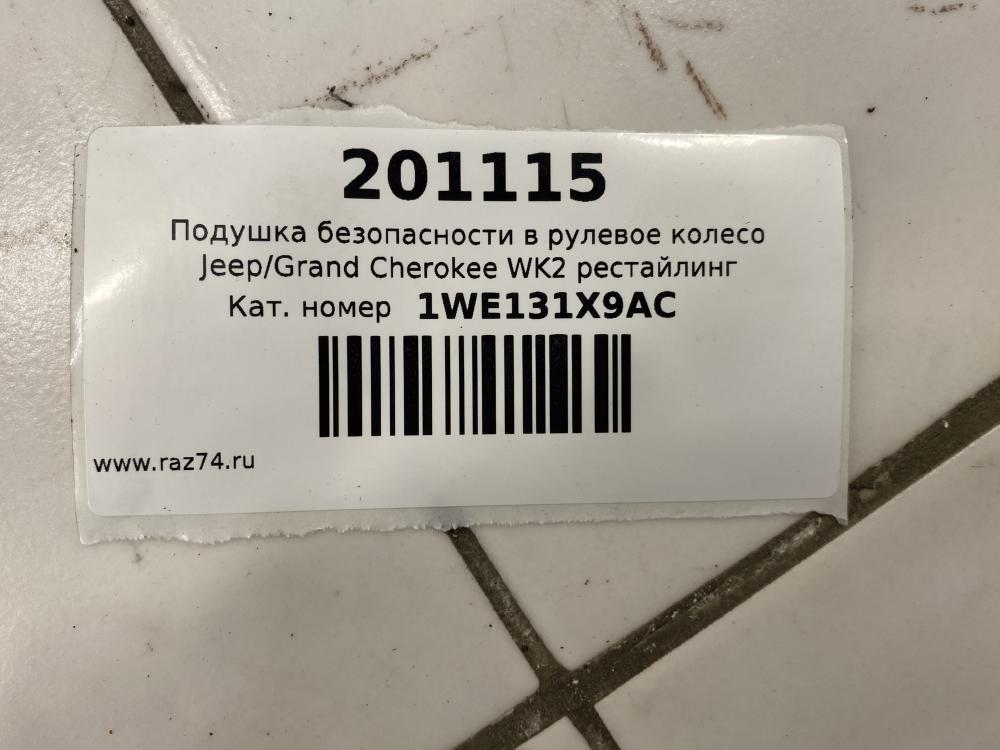 201115
Подушка безопасности в рулевое колесо
Jeep/Grand Cherokee WK2 рестайлинг
Кат. номер 1WE131X9AC
www.raz74.ru